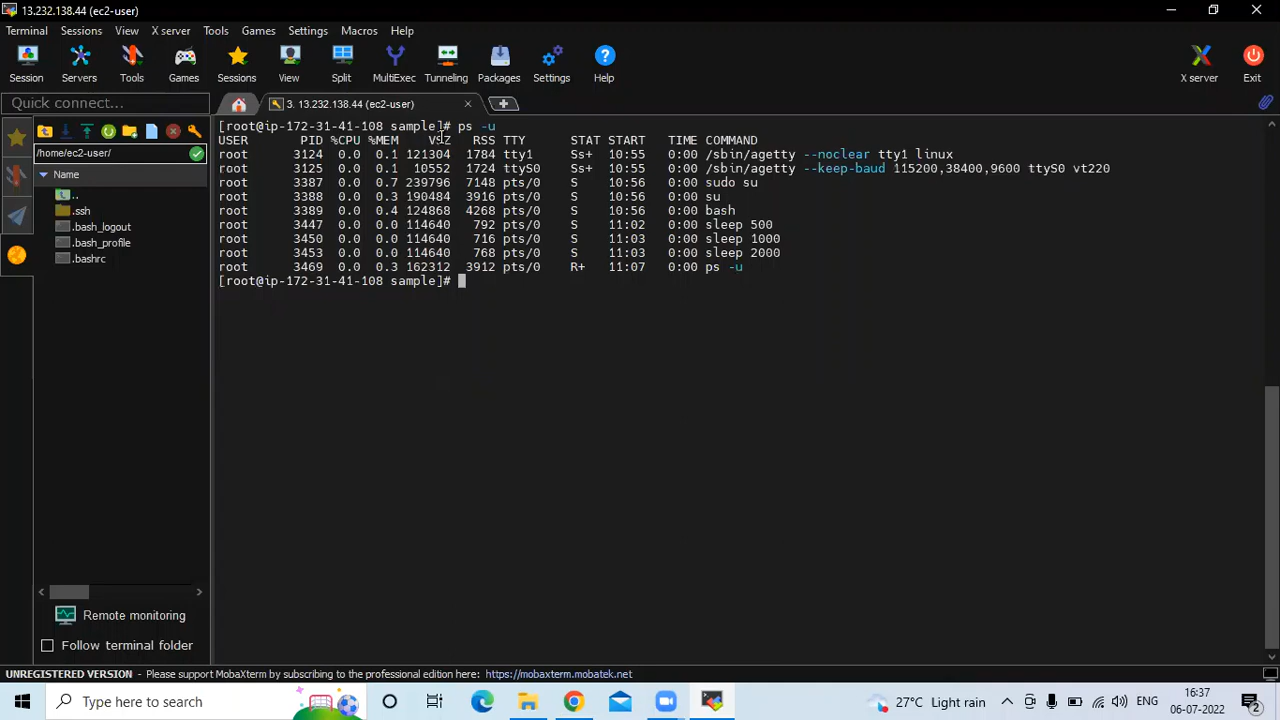 13.232.138.44 (ec2-user)
Terminal Sessions View X server Tools Games Settings Macros Help
Session Servers Tools Games Sessions View Split MultiExec Tunneling Packages Settings Help X server Exit
Quick connect...
3. 13.232.138.44 (ec2-user)
/home/ec2-user/
Name
..
.ssh
.bash_logout
.bash_profile
.bashrc
[root@ip-172-31-41-108 sample]# ps -u
USER PID %CPU %MEM VSZ RSS TTY STAT START TIME COMMAND
root 3124 0.0 0.1 121304 1784 tty1 Ss+ 10:55 0:00 /sbin/agetty --noclear tty1 linux
root 3125 0.0 0.1 10552 1724 ttyS0 Ss+ 10:55 0:00 /sbin/agetty --keep-baud 115200,38400,9600 ttyS0 vt220
root 3387 0.0 0.7 239796 7148 pts/0 S 10:56 0:00 sudo su
root 3388 0.0 0.3 190484 3916 pts/0 S 10:56 0:00 su
root 3389 0.0 0.4 124868 4268 pts/0 S 10:56 0:00 bash
root 3447 0.0 0.0 114640 792 pts/0 S 11:02 0:00 sleep 500
root 3450 0.0 0.0 114640 716 pts/0 S 11:03 0:00 sleep 1000
root 3453 0.0 0.0 114640 768 pts/0 S 11:03 0:00 sleep 2000
root 3469 0.0 0.3 162312 3912 pts/0 R+ 11:07 0:00 ps -u
[root@ip-172-31-41-108 sample]#
Remote monitoring
Follow terminal folder
UNREGISTERED VERSION - Please support MobaXterm by subscribing to the professional edition here: https://mobaxterm.mobatek.net
Type here to search
27°C Light rain
ENG
16:37
06-07-2022
2